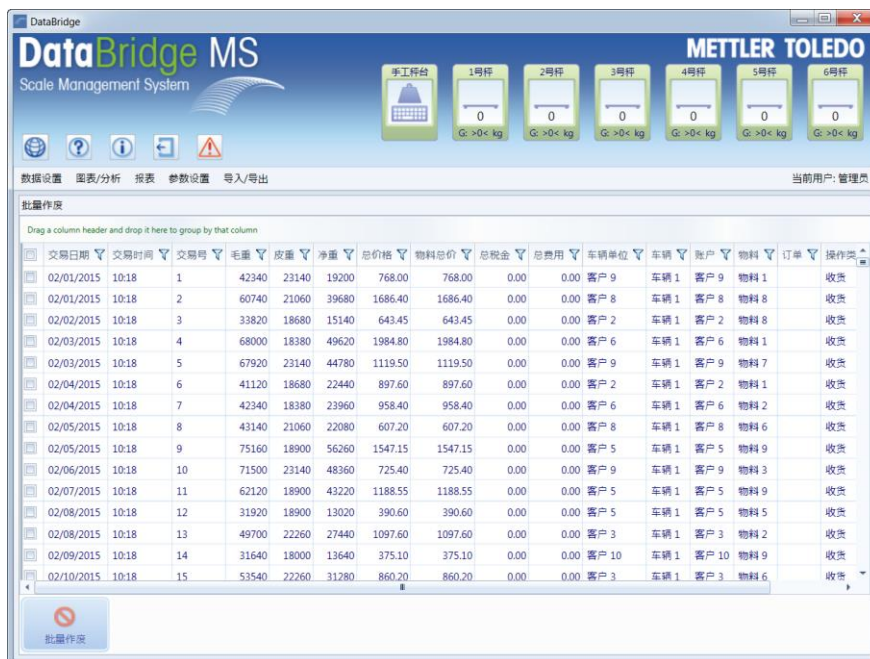 DataBridge
DataBridge MS
METTLER TOLEDO
Scale Management System
手工秤台 1号秤 2号秤 3号秤 4号秤 5号秤 6号秤
0 0 0 0 0 0
G: >0< kg G: >0< kg G: >0< kg G: >0< kg G: >0< kg G: >0< kg
数据设置 图表/分析 报表 参数设置 导入/导出 当前用户: 管理员
批量作废
Drag a column header and drop it here to group by that column
交易日期 交易时间 交易号 毛重 皮重 净重 总价格 物料总价 总税金 总费用 车辆单位 车辆 账户 物料 订单 操作类
02/01/2015 10:18 1 42340 23140 19200 768.00 768.00 0.00 0.00 客户 9 车辆 1 客户 9 物料 1 收货
02/01/2015 10:18 2 60740 21060 39680 1686.40 1686.40 0.00 0.00 客户 8 车辆 1 客户 8 物料 8 收货
02/02/2015 10:18 3 33820 18680 15140 643.45 643.45 0.00 0.00 客户 2 车辆 1 客户 2 物料 8 收货
02/03/2015 10:18 4 68000 18380 49620 1984.80 1984.80 0.00 0.00 客户 6 车辆 1 客户 6 物料 1 收货
02/03/2015 10:18 5 67920 23140 44780 1119.50 1119.50 0.00 0.00 客户 9 车辆 1 客户 9 物料 7 收货
02/04/2015 10:18 6 41120 18680 22440 897.60 897.60 0.00 0.00 客户 2 车辆 1 客户 2 物料 1 收货
02/04/2015 10:18 7 42340 18380 23960 958.40 958.40 0.00 0.00 客户 6 车辆 1 客户 6 物料 2 收货
02/05/2015 10:18 8 43140 21060 22080 607.20 607.20 0.00 0.00 客户 8 车辆 1 客户 8 物料 6 收货
02/05/2015 10:18 9 75160 18900 56260 1547.15 1547.15 0.00 0.00 客户 5 车辆 1 客户 5 物料 9 收货
02/06/2015 10:18 10 71500 23140 48360 725.40 725.40 0.00 0.00 客户 9 车辆 1 客户 9 物料 3 收货
02/07/2015 10:18 11 62120 18900 43220 1188.55 1188.55 0.00 0.00 客户 5 车辆 1 客户 5 物料 9 收货
02/08/2015 10:18 12 31920 18900 13020 390.60 390.60 0.00 0.00 客户 5 车辆 1 客户 5 物料 5 收货
02/08/2015 10:18 13 49700 22260 27440 1097.60 1097.60 0.00 0.00 客户 3 车辆 1 客户 3 物料 2 收货
02/09/2015 10:18 14 31640 18000 13640 375.10 375.10 0.00 0.00 客户 10 车辆 1 客户 10 物料 9 收货
02/10/2015 10:18 15 53540 22260 31280 860.20 860.20 0.00 0.00 客户 3 车辆 1 客户 3 物料 6 收货
批量作废